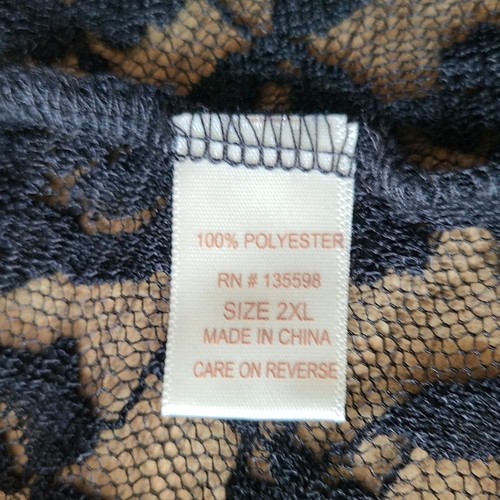 100% POLYESTER
RN # 135598
SIZE 2XL
MADE IN CHINA
CARE ON REVERSE